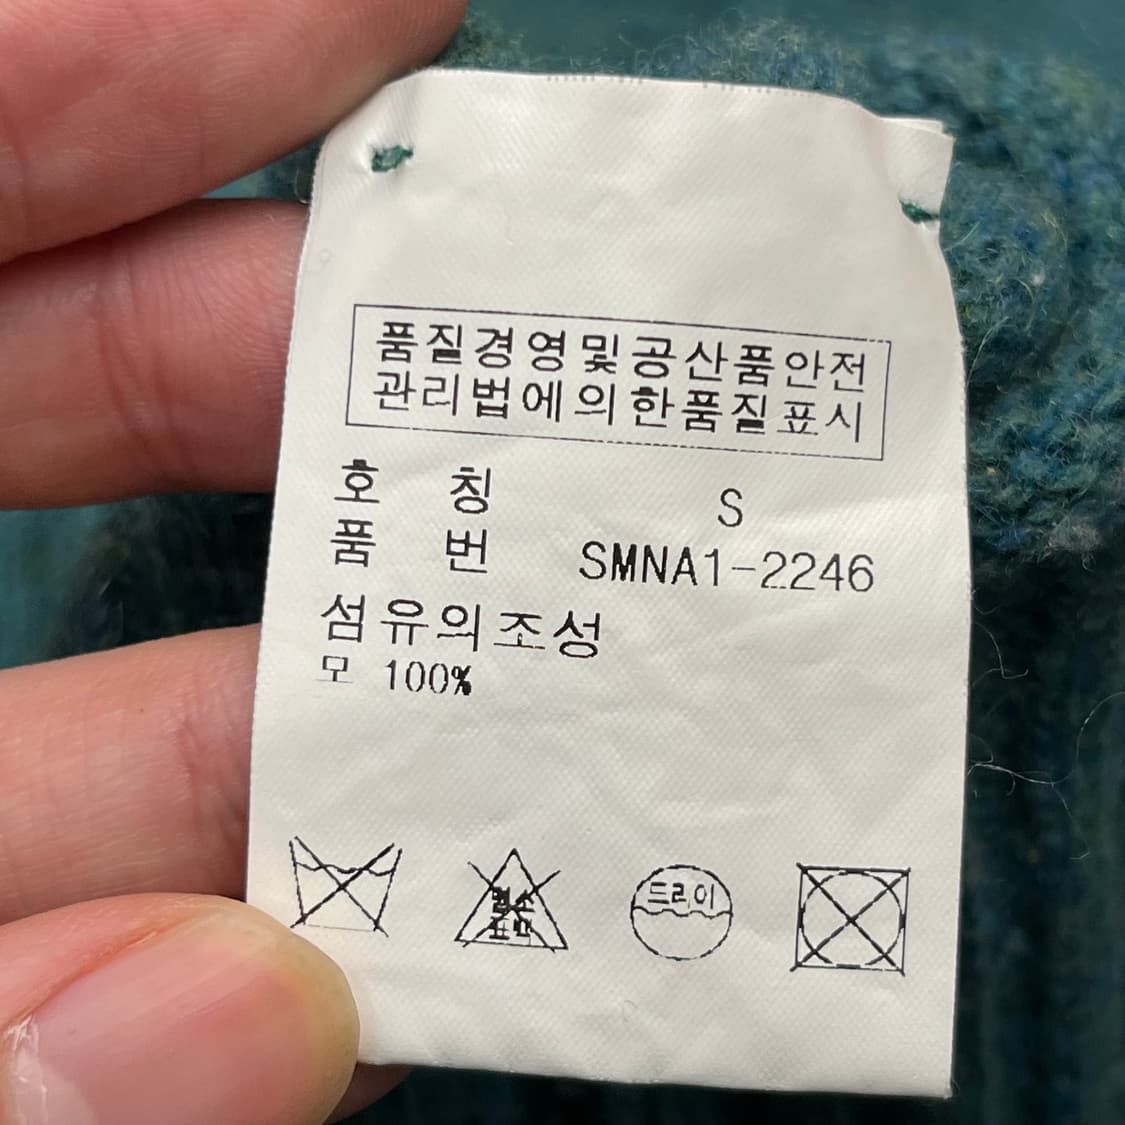 품질경영및공산품안전
관리법에의한품질표시
호 칭 S
품 번 SMNA1-2246
섬유의조성
모 100%
염소
표백
드라이